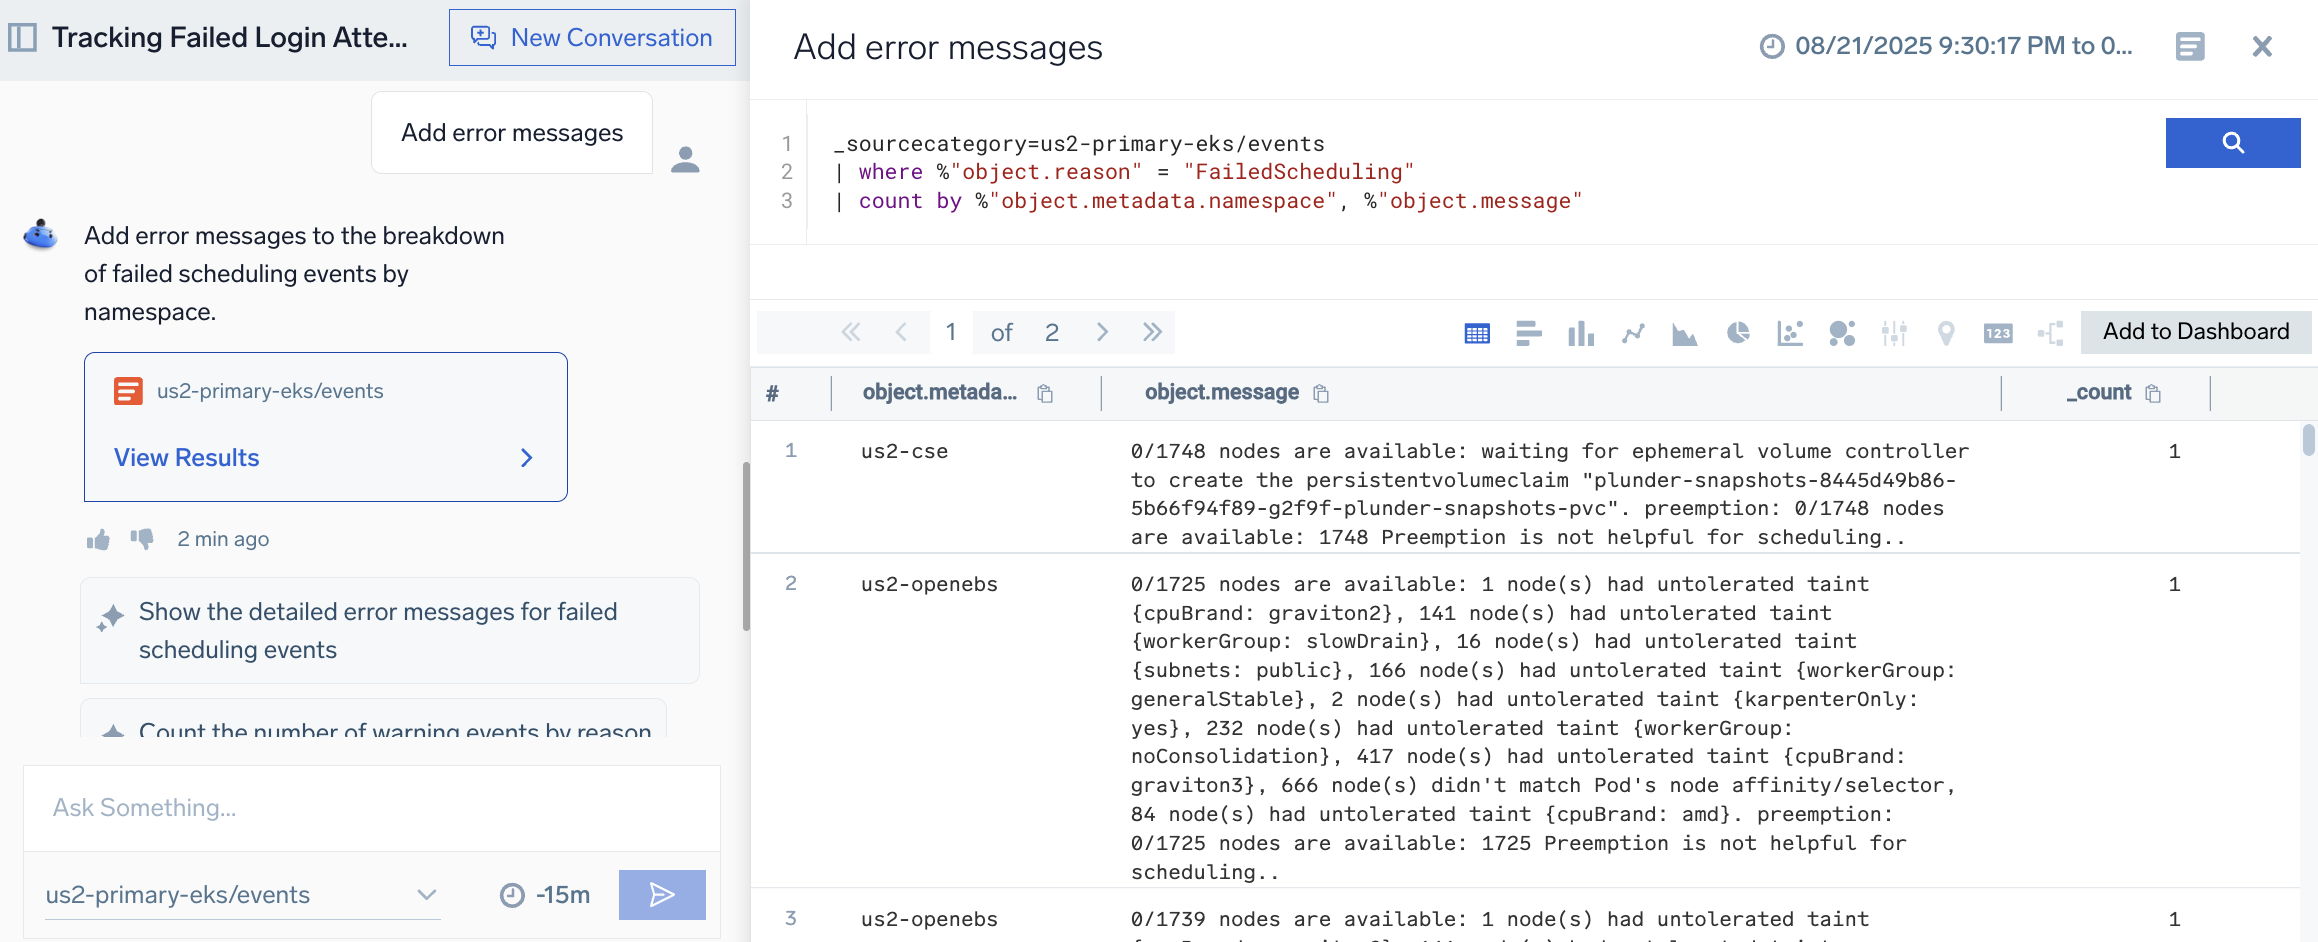 Tracking Failed Login Atte...
New Conversation
Add error messages
Add error messages to the breakdown
of failed scheduling events by
namespace.
us2-primary-eks/events
View Results
2 min ago
Show the detailed error messages for failed
scheduling events
Count the number of warning events by reason
Ask Something...
us2-primary-eks/events
-15m
Add error messages
08/21/2025 9:30:17 PM to 0...
1 _sourcecategory=us2-primary-eks/events
2 | where %"object.reason" = "FailedScheduling"
3 | count by %"object.metadata.namespace", %"object.message"
1 of 2
123
Add to Dashboard
# object.metada... object.message _count
1 us2-cse 0/1748 nodes are available: waiting for ephemeral volume controller 1
to create the persistentvolumeclaim "plunder-snapshots-8445d49b86-
5b66f94f89-g2f9f-plunder-snapshots-pvc". preemption: 0/1748 nodes
are available: 1748 Preemption is not helpful for scheduling..
2 us2-openebs 0/1725 nodes are available: 1 node(s) had untolerated taint 1
{cpuBrand: graviton2}, 141 node(s) had untolerated taint
{workerGroup: slowDrain}, 16 node(s) had untolerated taint
{subnets: public}, 166 node(s) had untolerated taint {workerGroup:
generalStable}, 2 node(s) had untolerated taint {karpenterOnly:
yes}, 232 node(s) had untolerated taint {workerGroup:
noConsolidation}, 417 node(s) had untolerated taint {cpuBrand:
graviton3}, 666 node(s) didn't match Pod's node affinity/selector,
84 node(s) had untolerated taint {cpuBrand: amd}. preemption:
0/1725 nodes are available: 1725 Preemption is not helpful for
scheduling..
3 us2-openebs 0/1739 nodes are available: 1 node(s) had untolerated taint 1